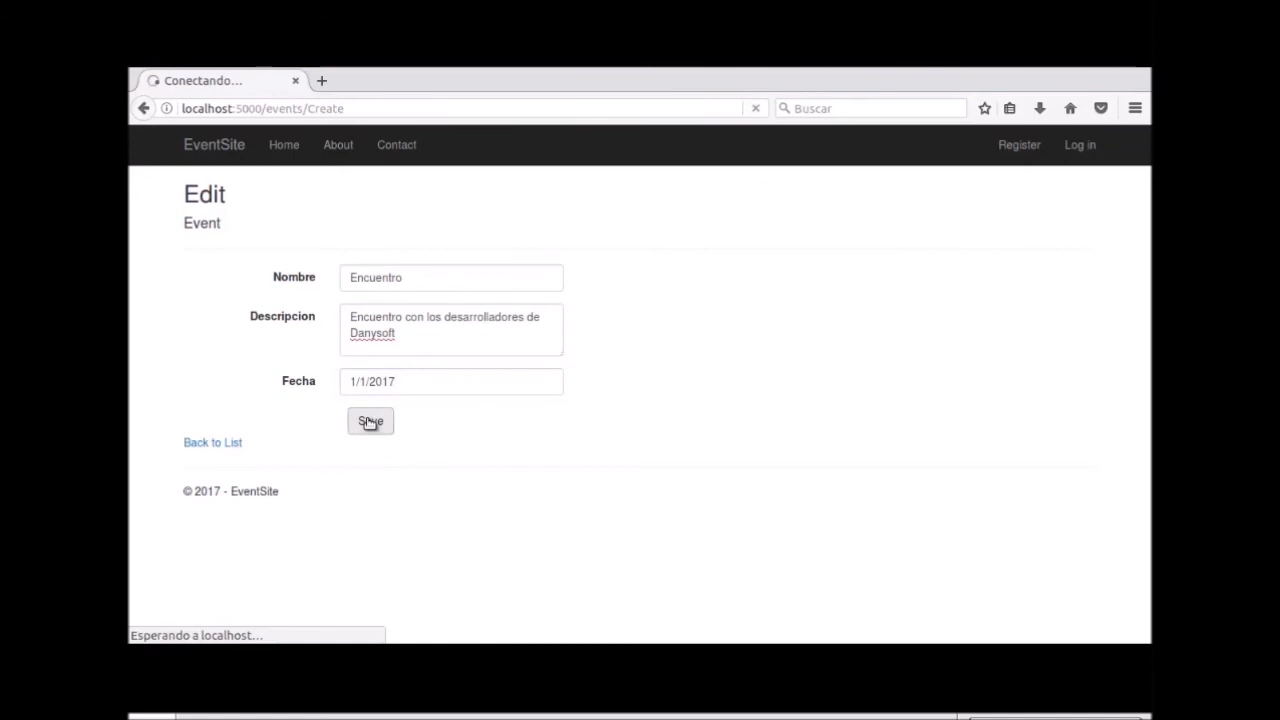 Conectando...
localhost:5000/events/Create
Buscar
EventSite Home About Contact Register Log in
Edit
Event
Nombre Encuentro
Descripcion Encuentro con los desarrolladores de
Danysoft
Fecha 1/1/2017
Save
Back to List
© 2017 - EventSite
Esperando a localhost...